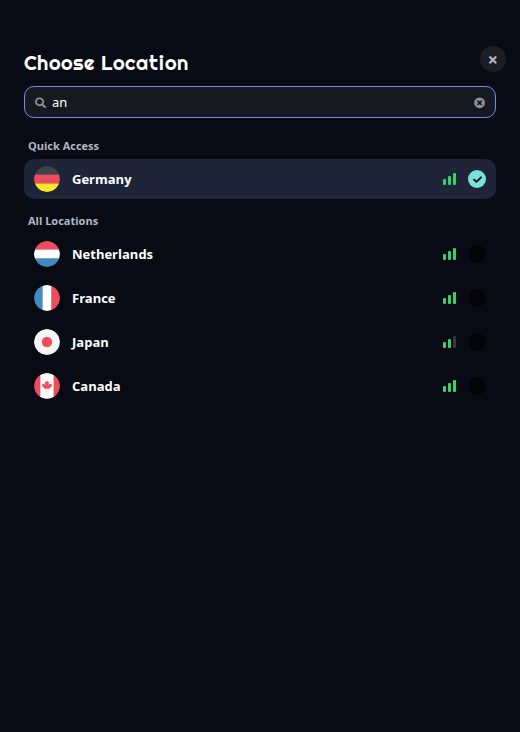 Choose Location
an
Quick Access
Germany
All Locations
Netherlands
France
Japan
Canada